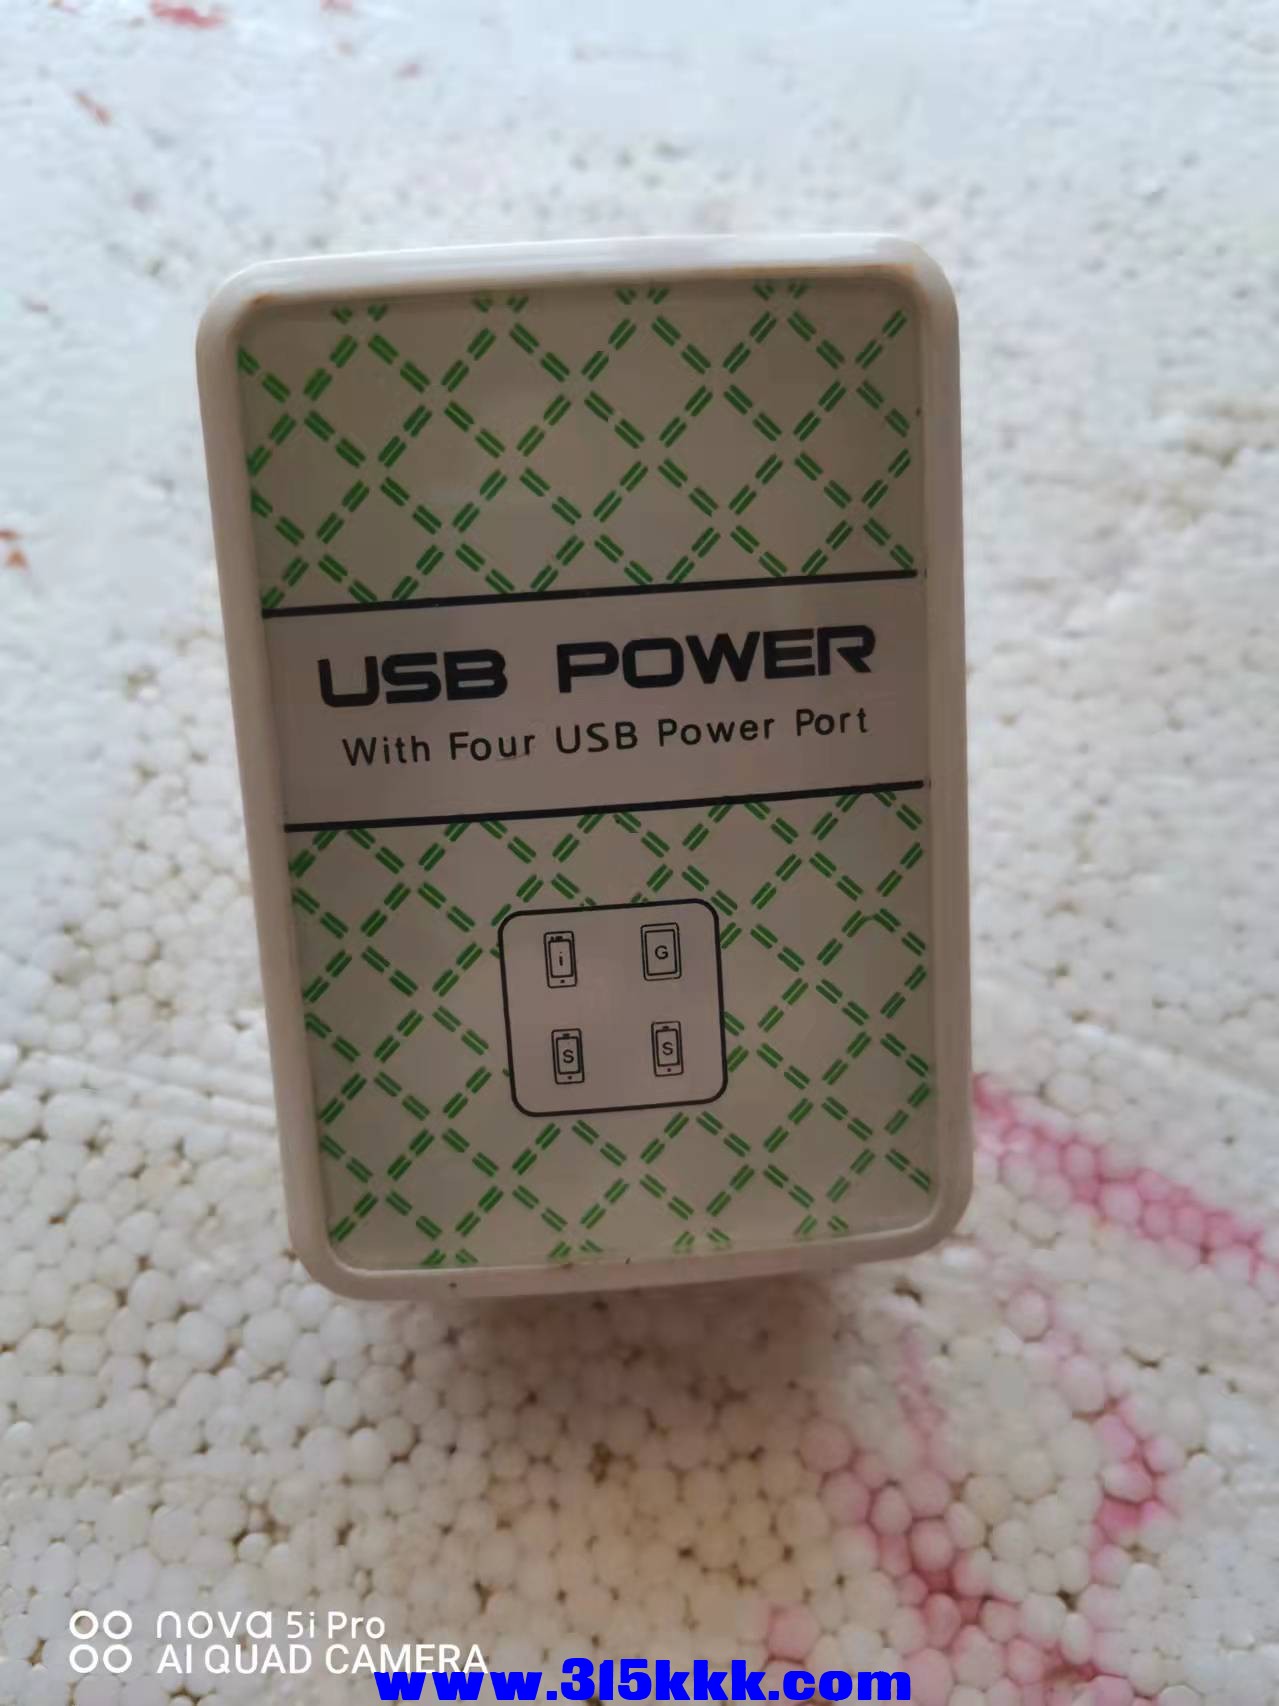 USB POWER
With Four USB Power Port
i G
S S
nova 5i Pro
AI QUAD CAMERA
www.315kkk.com